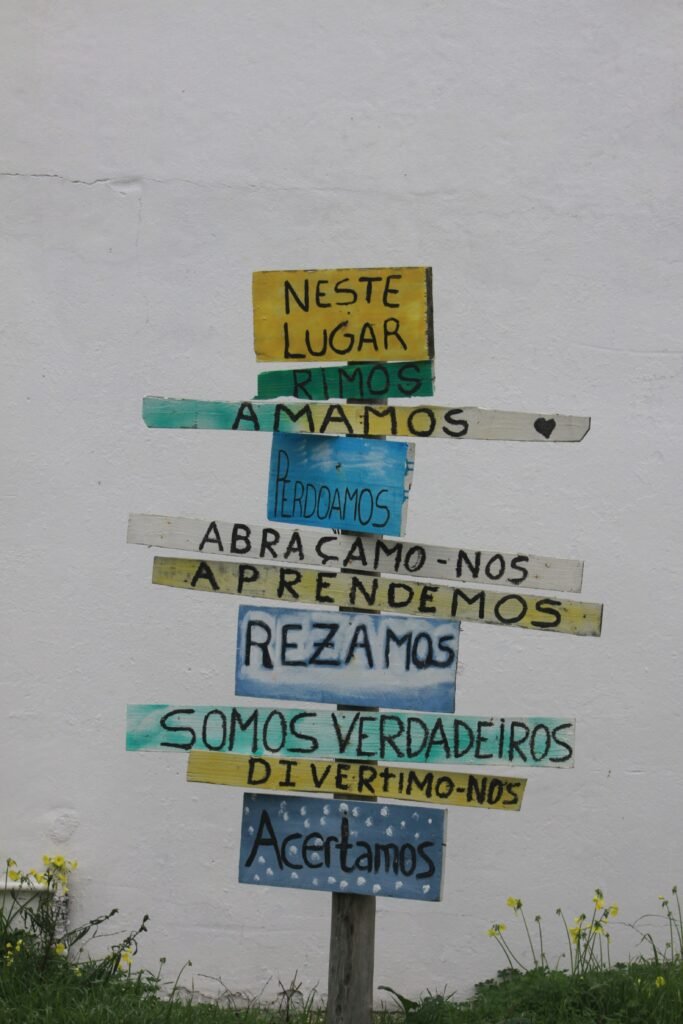 NESTE
LUGAR
RIMOS
AMAMOS
PERDOAMOS
ABRAÇAMO-NOS
APRENDEMOS
REZAMOS
SOMOS VERDADEIROS
DIVERTIMO-NOS
Acertamos